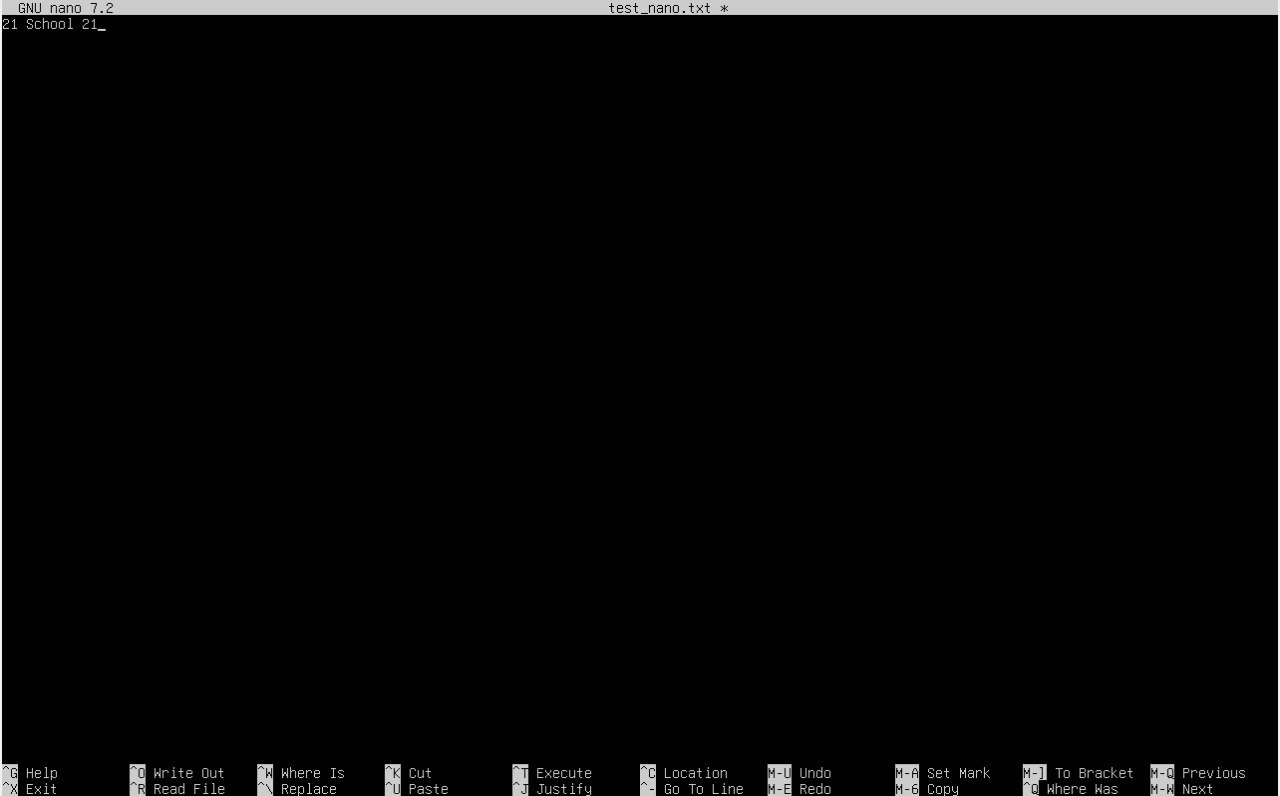 GNU nano 7.2 test_nano.txt *
21 School 21_
^G Help ^O Write Out ^W Where Is ^K Cut ^T Execute ^C Location M-U Undo M-A Set Mark M-] To Bracket M-Q Previous
^X Exit ^R Read File ^\ Replace ^U Paste ^J Justify ^- Go To Line M-E Redo M-6 Copy ^Q Where Was M-W Next